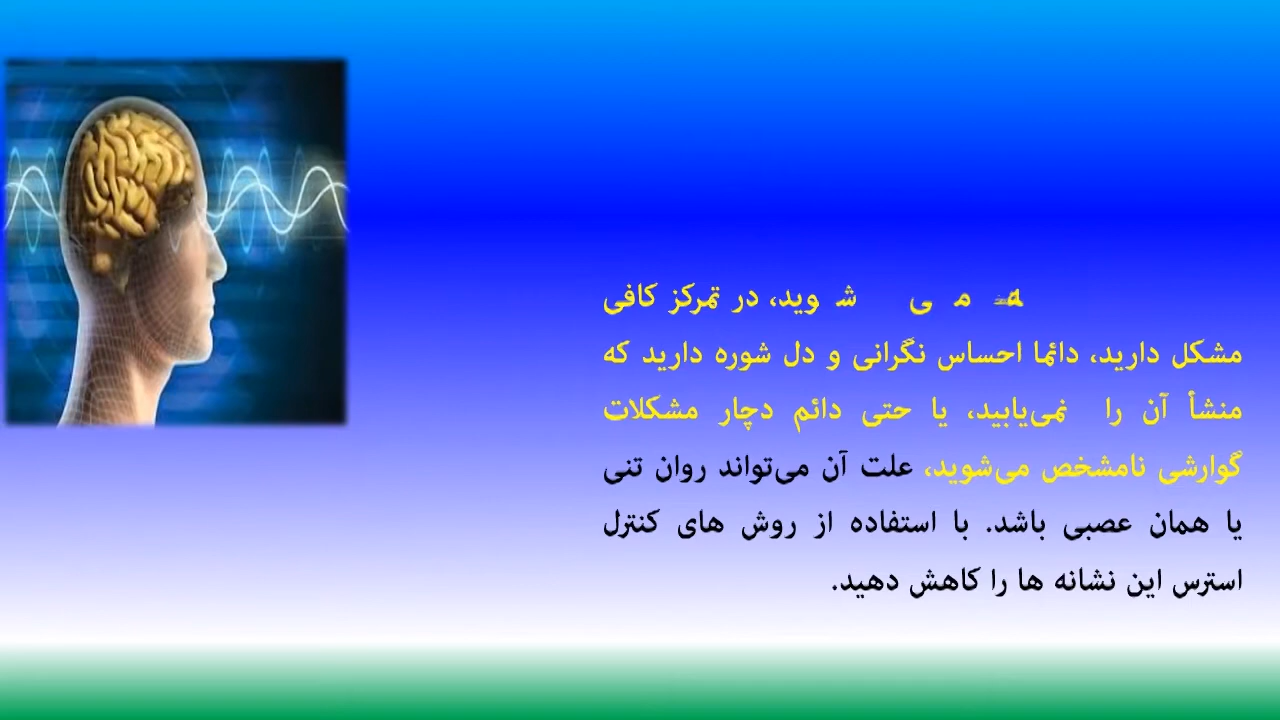 می شوید، در تمرکز کافی
مشکل دارید، دائما احساس نگرانی و دل شوره دارید که
منشأ آن را نمی‌یابید، یا حتی دائم دچار مشکلات
گوارشی نامشخص می‌شوید، علت آن می‌تواند روان تنی
یا همان عصبی باشد. با استفاده از روش های کنترل
استرس این نشانه ها را کاهش دهید.